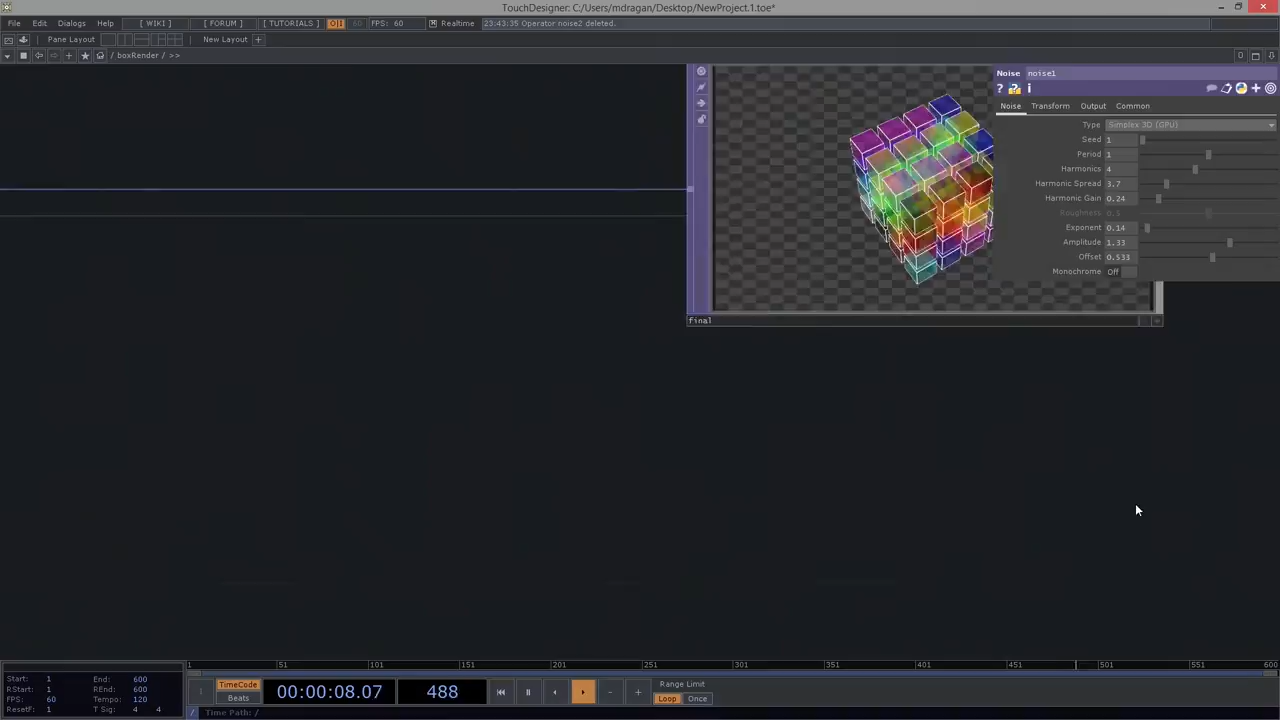 TouchDesigner: C:/Users/mdragan/Desktop/NewProject.1.toe*
File Edit Dialogs Help [ WIKI ] [ FORUM ] [ TUTORIALS ] O|I 60 FPS: 60 Realtime 23:43:35 Operator noise2 deleted.
Pane Layout New Layout +
/ boxRender / >>
Noise noise1
? ? i
Noise Transform Output Common
Type Simplex 3D (GPU)
Seed 1
Period 1
Harmonics 4
Harmonic Spread 3.7
Harmonic Gain 0.24
Roughness 0.5
Exponent 0.14
Amplitude 1.33
Offset 0.533
Monochrome Off
final
1 51 101 151 201 251 301 351 401 451 501 551 600
Start: 1 End: 600
RStart: 1 REnd: 600
FPS: 60 Tempo: 120
ResetF: 1 T Sig: 4 4
TimeCode
Beats
00:00:08.07 488
Range Limit
Loop Once
/ Time Path: /